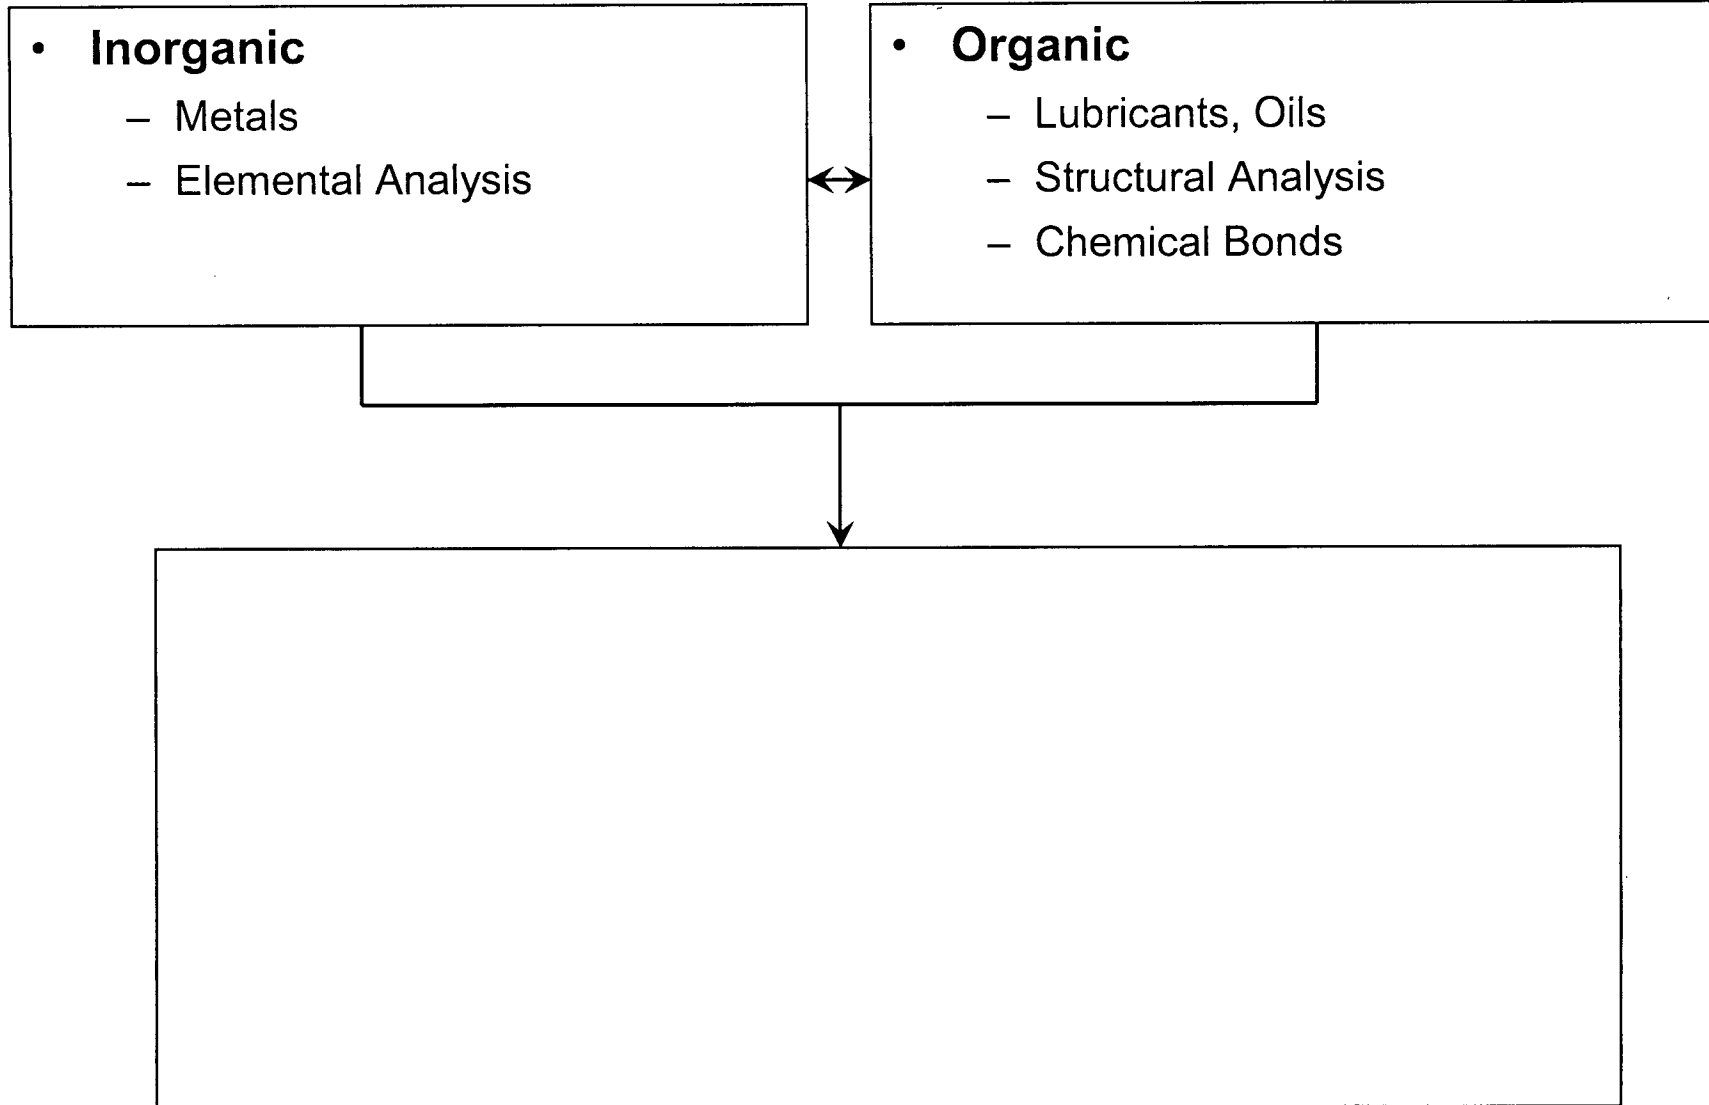 • Inorganic
– Metals
– Elemental Analysis
• Organic
– Lubricants, Oils
– Structural Analysis
– Chemical Bonds